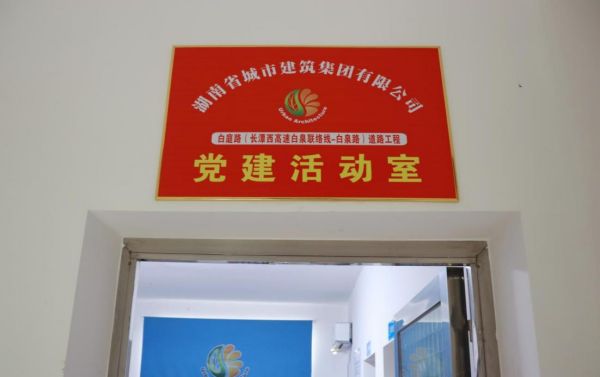 湖南省城市建筑集团有限公司
Urban Architecture
白庭路（长潭西高速白泉联络线-白泉路）道路工程
党建活动室